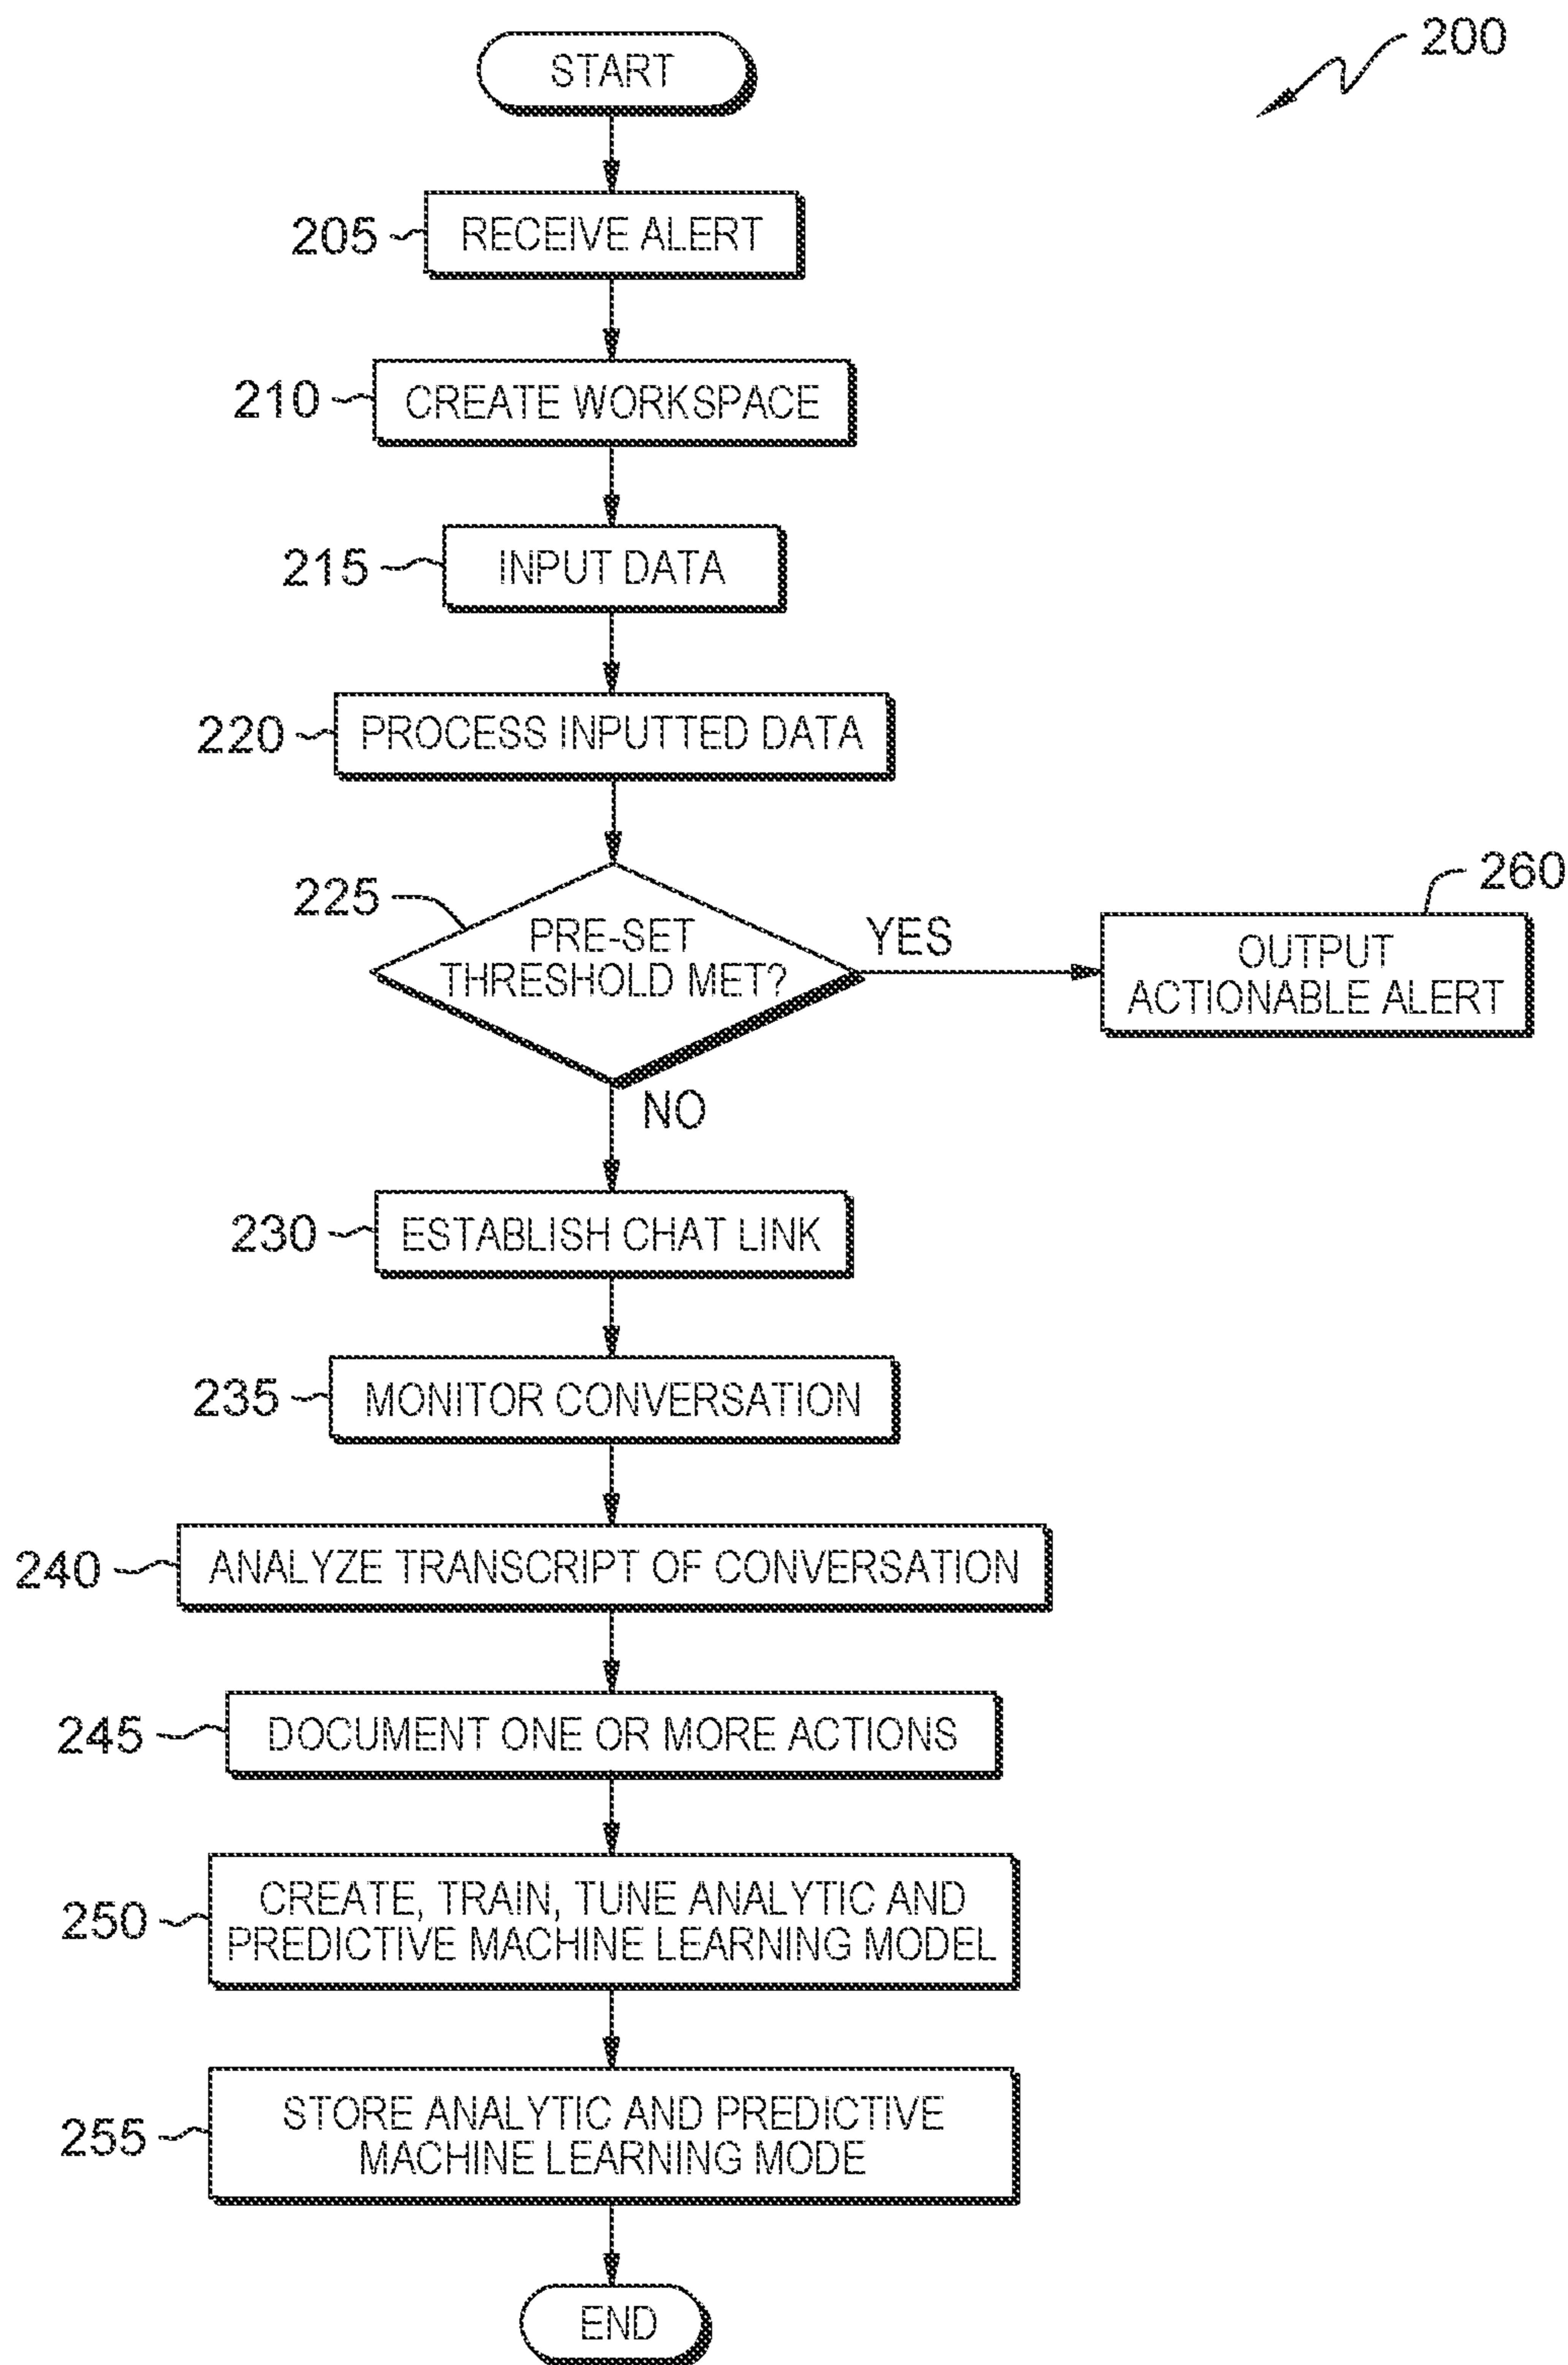 200
START
205
RECEIVE ALERT
210
CREATE WORKSPACE
215
INPUT DATA
220
PROCESS INPUTTED DATA
225
PRE-SET
THRESHOLD MET?
YES
260
OUTPUT
ACTIONABLE ALERT
NO
230
ESTABLISH CHAT LINK
235
MONITOR CONVERSATION
240
ANALYZE TRANSCRIPT OF CONVERSATION
245
DOCUMENT ONE OR MORE ACTIONS
250
CREATE, TRAIN, TUNE ANALYTIC AND
PREDICTIVE MACHINE LEARNING MODEL
255
STORE ANALYTIC AND PREDICTIVE
MACHINE LEARNING MODE
END